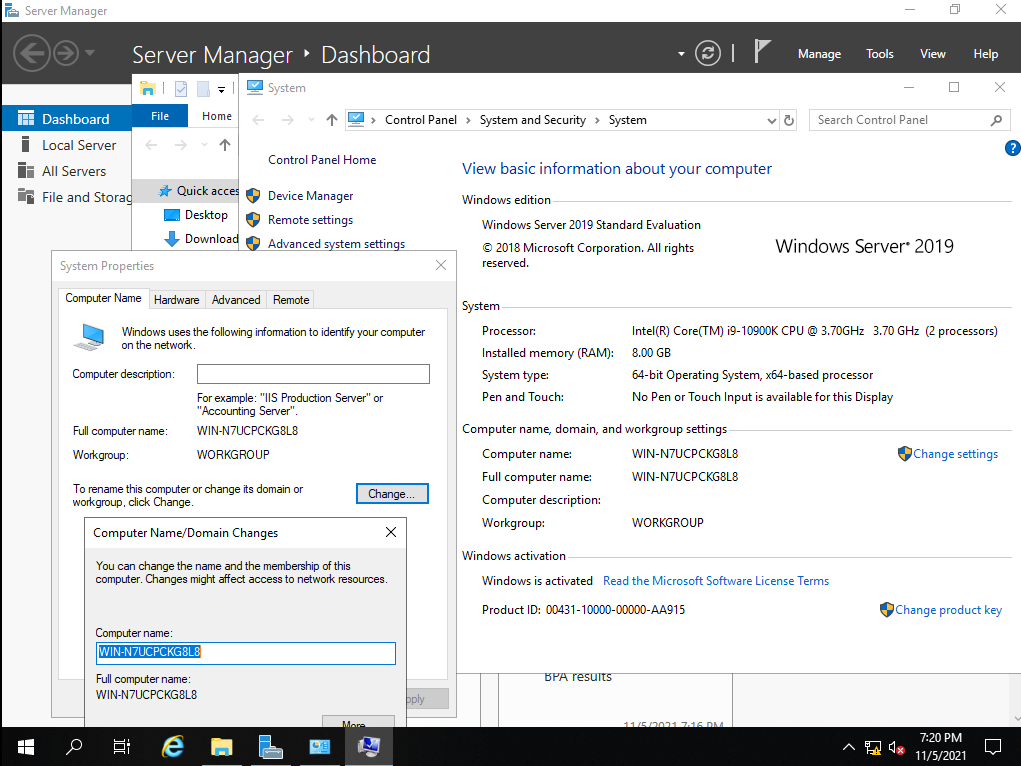 Server Manager
Server Manager ‣ Dashboard
Manage Tools View Help
Dashboard
Local Server
All Servers
File and Storag
File Home
Quick acces
Desktop
Download
System
Control Panel > System and Security > System
Search Control Panel
Control Panel Home
Device Manager
Remote settings
Advanced system settings
View basic information about your computer
Windows edition
Windows Server 2019 Standard Evaluation
© 2018 Microsoft Corporation. All rights
reserved.
Windows Server® 2019
System
Processor: Intel(R) Core(TM) i9-10900K CPU @ 3.70GHz 3.70 GHz (2 processors)
Installed memory (RAM): 8.00 GB
System type: 64-bit Operating System, x64-based processor
Pen and Touch: No Pen or Touch Input is available for this Display
Computer name, domain, and workgroup settings
Computer name: WIN-N7UCPCKG8L8
Change settings
Full computer name: WIN-N7UCPCKG8L8
Computer description:
Workgroup: WORKGROUP
Windows activation
Windows is activated Read the Microsoft Software License Terms
Product ID: 00431-10000-00000-AA915
Change product key
System Properties
Computer Name Hardware Advanced Remote
Windows uses the following information to identify your computer
on the network.
Computer description:
For example: "IIS Production Server" or
"Accounting Server".
Full computer name: WIN-N7UCPCKG8L8
Workgroup: WORKGROUP
To rename this computer or change its domain or
workgroup, click Change.
Change...
pply
Computer Name/Domain Changes
You can change the name and the membership of this
computer. Changes might affect access to network resources.
Computer name:
WIN-N7UCPCKG8L8
Full computer name:
WIN-N7UCPCKG8L8
More...
BPA results
11/5/2021 7:16 PM
7:20 PM
11/5/2021